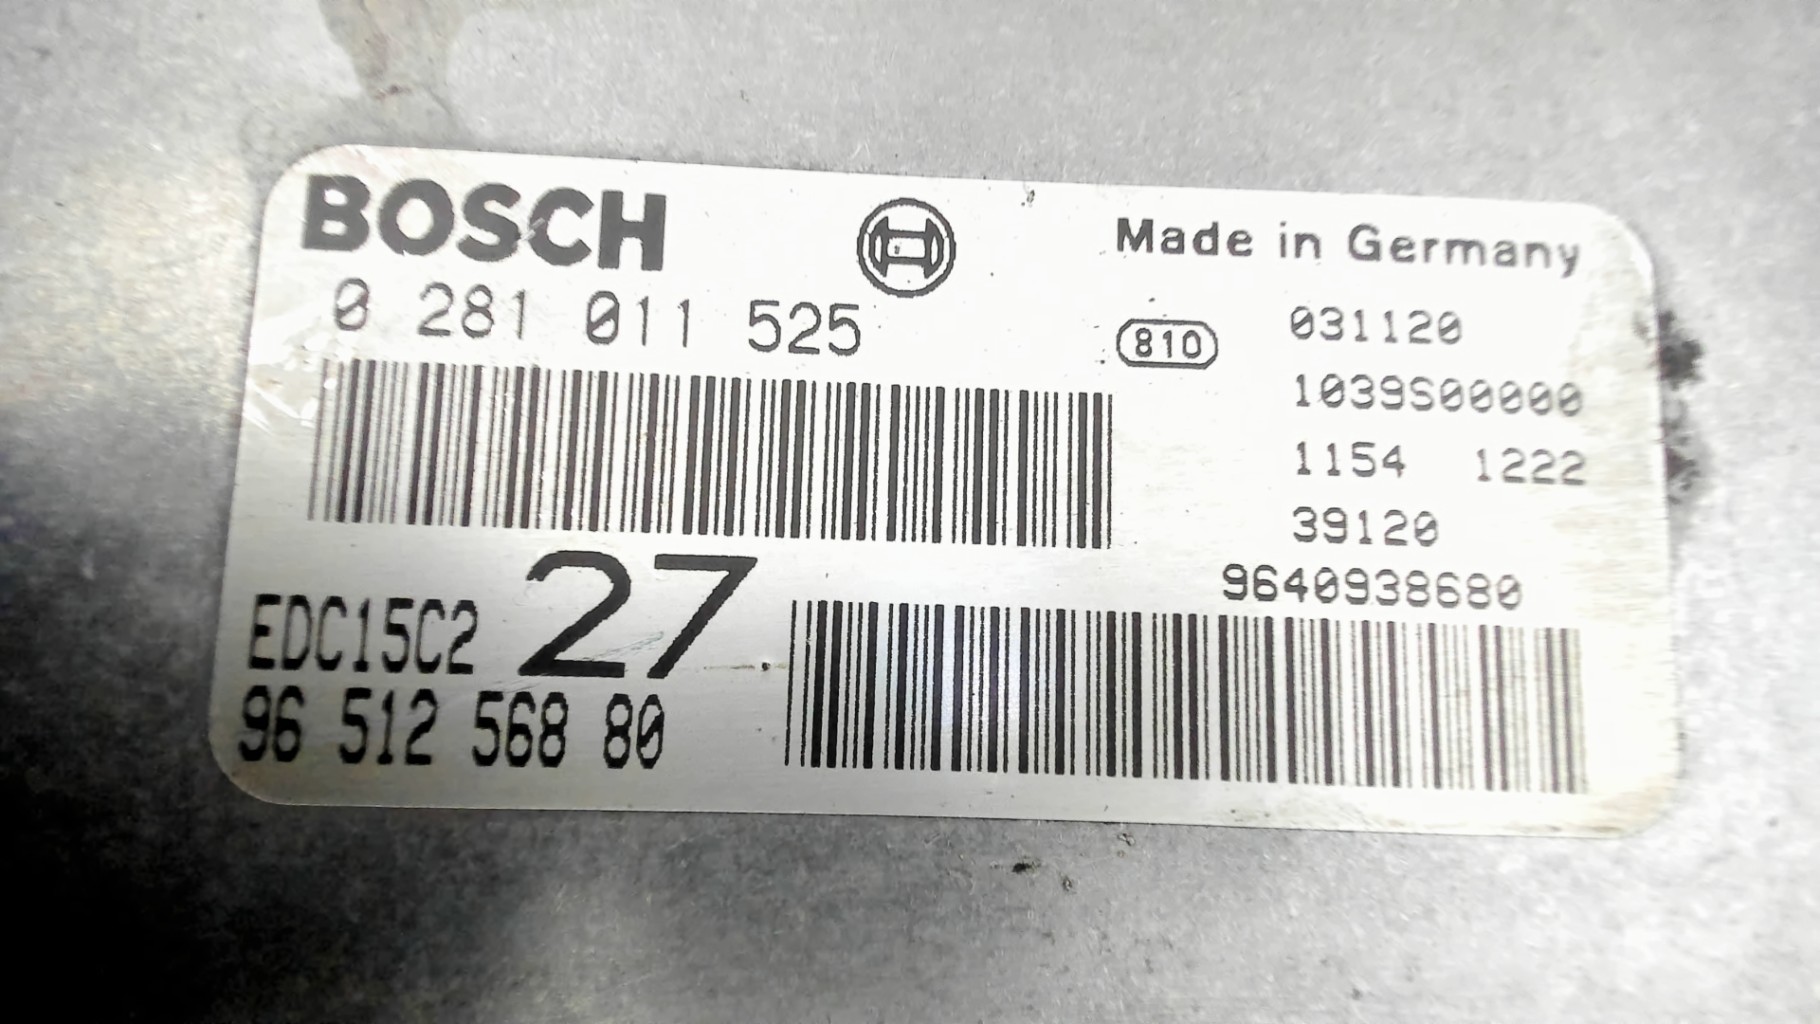 BOSCH
Made in Germany
0 281 011 525
810
031120
1039S00000
1154 1222
39120
9640938680
EDC15C2 27
96 512 568 80